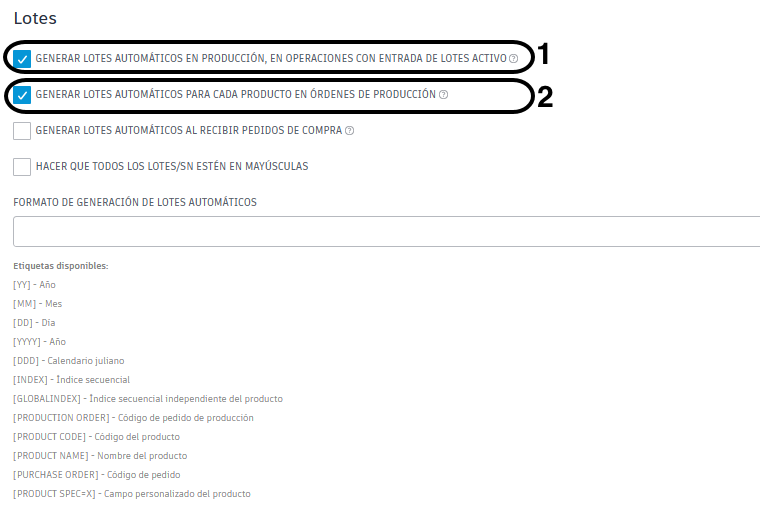 Lotes
GENERAR LOTES AUTOMÁTICOS EN PRODUCCIÓN, EN OPERACIONES CON ENTRADA DE LOTES ACTIVO ? 1
GENERAR LOTES AUTOMÁTICOS PARA CADA PRODUCTO EN ÓRDENES DE PRODUCCIÓN ? 2
GENERAR LOTES AUTOMÁTICOS AL RECIBIR PEDIDOS DE COMPRA ?
HACER QUE TODOS LOS LOTES/SN ESTÉN EN MAYÚSCULAS
FORMATO DE GENERACIÓN DE LOTES AUTOMÁTICOS
Etiquetas disponibles:
[YY] - Año
[MM] - Mes
[DD] - Día
[YYYY] - Año
[DDD] - Calendario juliano
[INDEX] - Índice secuencial
[GLOBALINDEX] - Índice secuencial independiente del producto
[PRODUCTION ORDER] - Código de pedido de producción
[PRODUCT CODE] - Código del producto
[PRODUCT NAME] - Nombre del producto
[PURCHASE ORDER] - Código de pedido
[PRODUCT SPEC=X] - Campo personalizado del producto